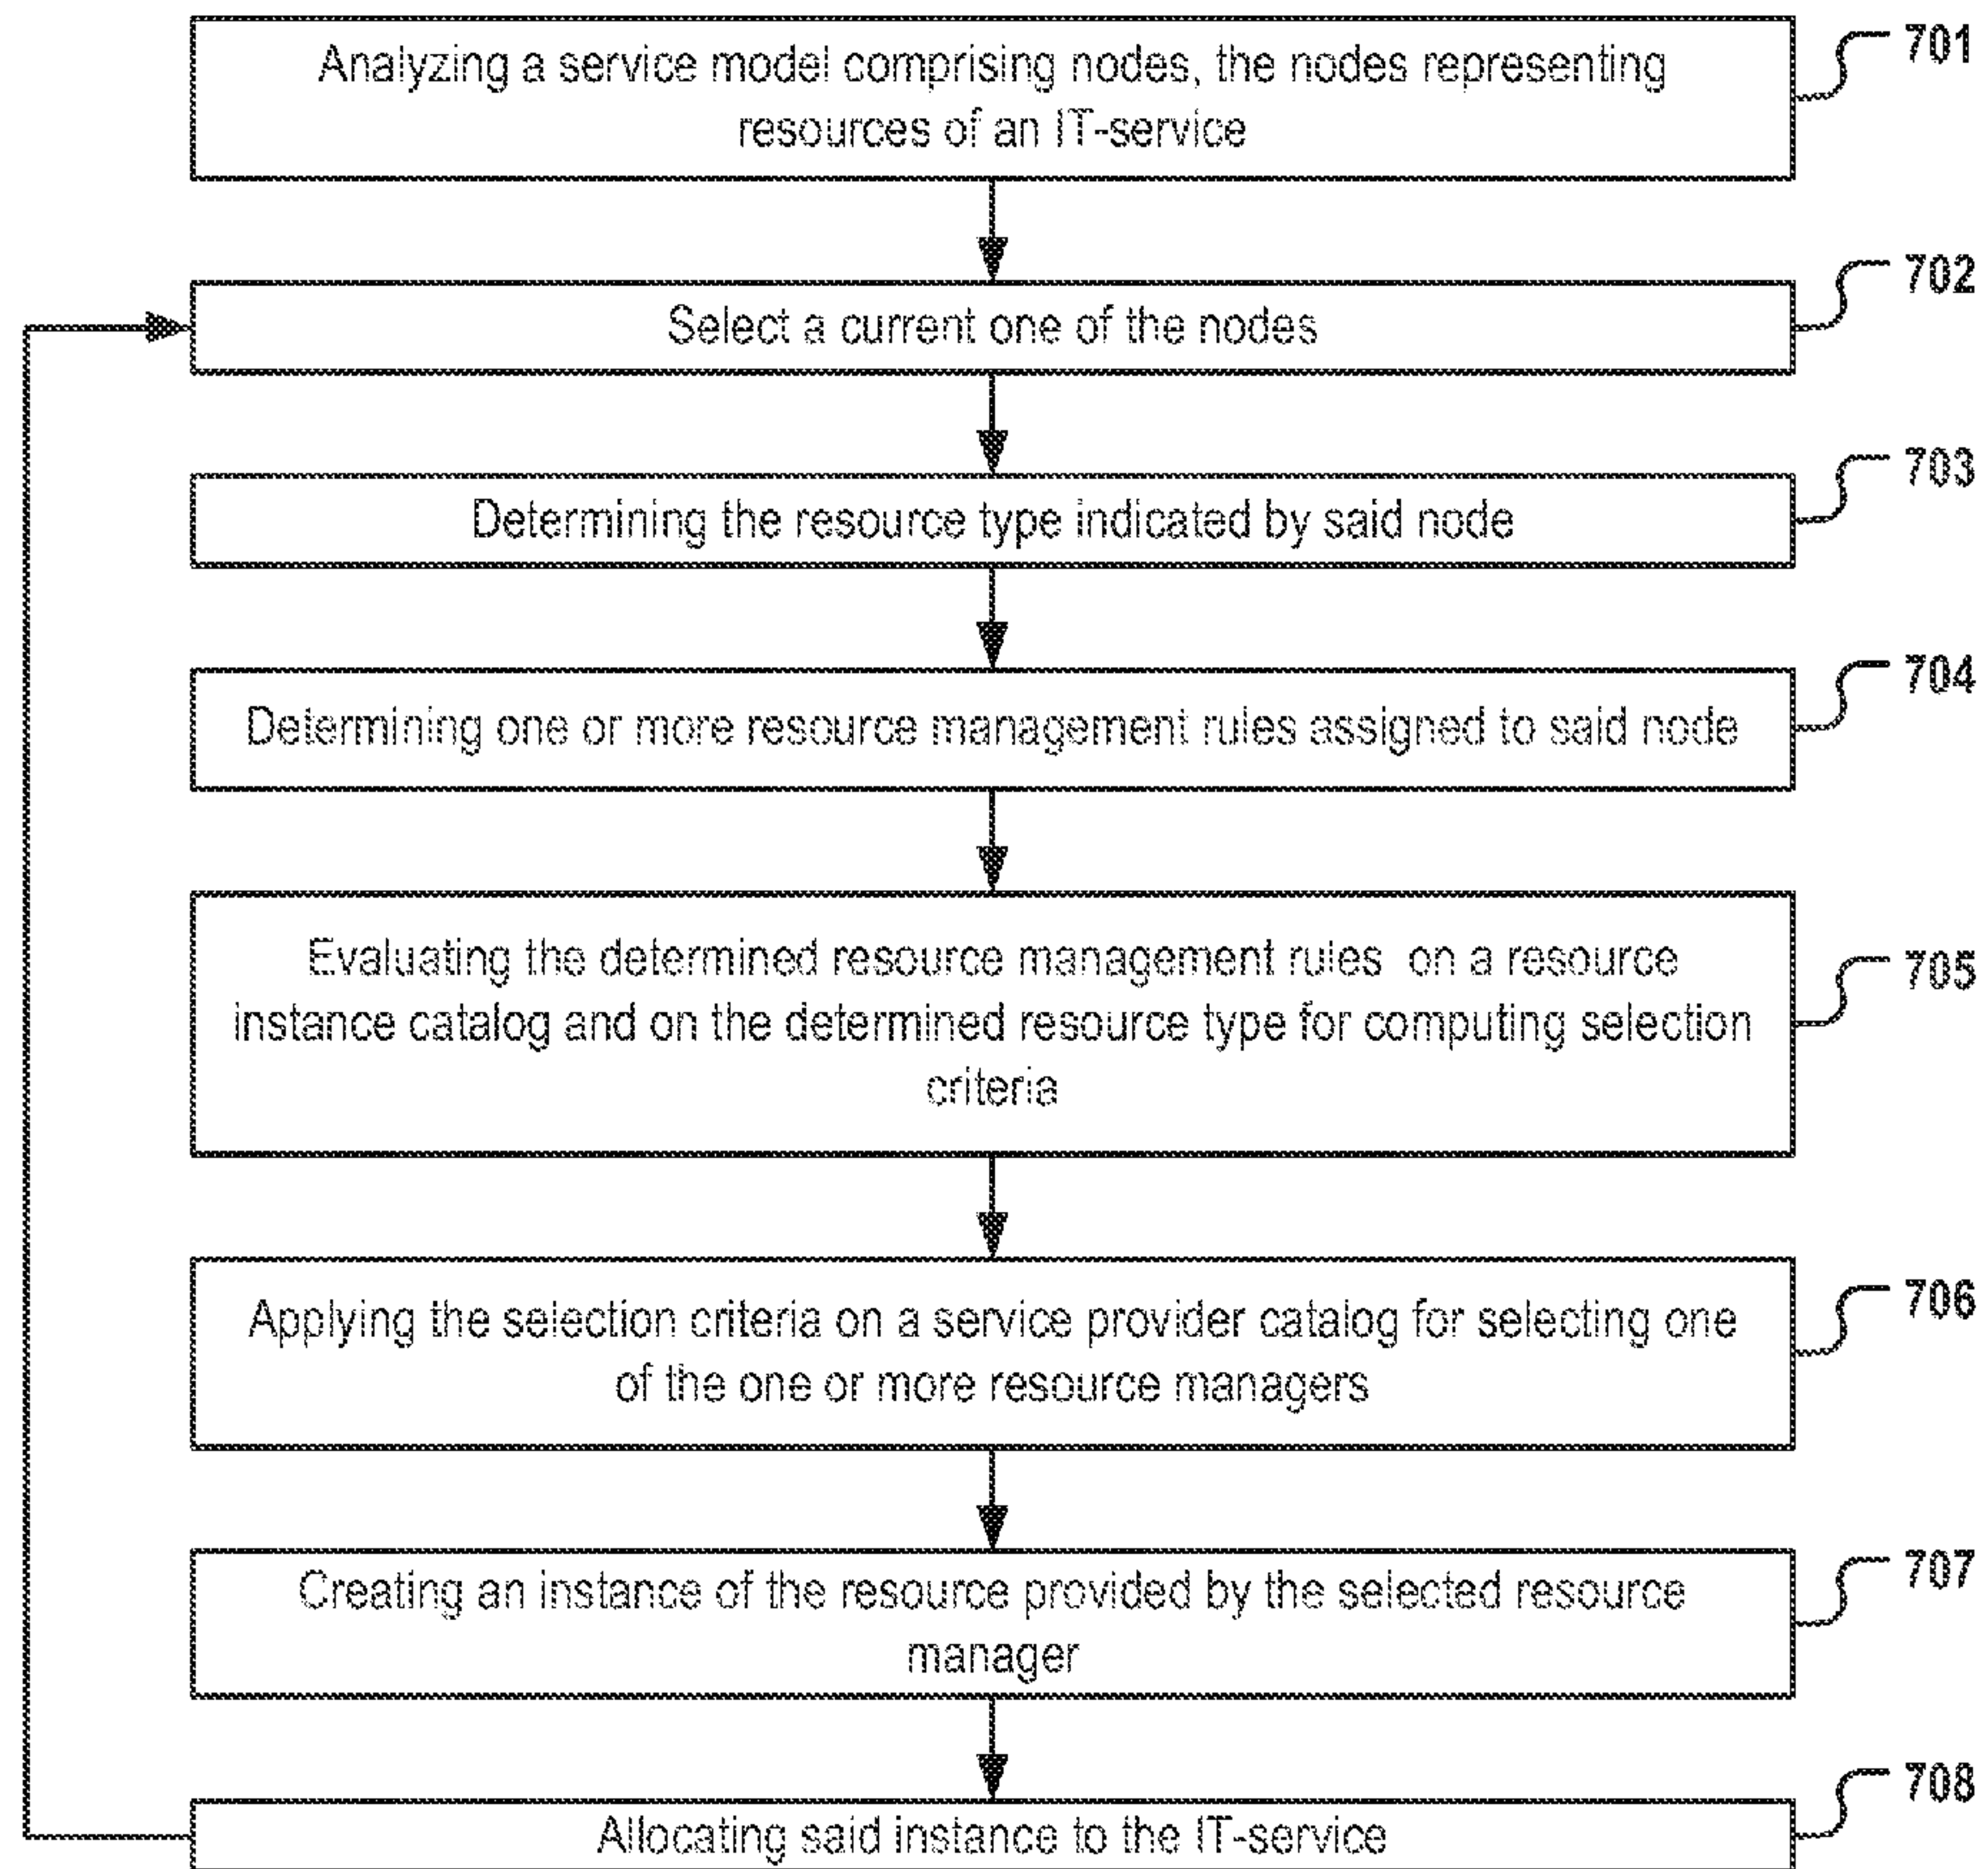 Analyzing a service model comprising nodes, the nodes representing
resources of an IT-service
701
Select a current one of the nodes
702
Determining the resource type indicated by said node
703
Determining one or more resource management rules assigned to said node
704
Evaluating the determined resource management rules on a resource
instance catalog and on the determined resource type for computing selection
criteria
705
Applying the selection criteria on a service provider catalog for selecting one
of the one or more resource managers
706
Creating an instance of the resource provided by the selected resource
manager
707
Allocating said instance to the IT-service
708